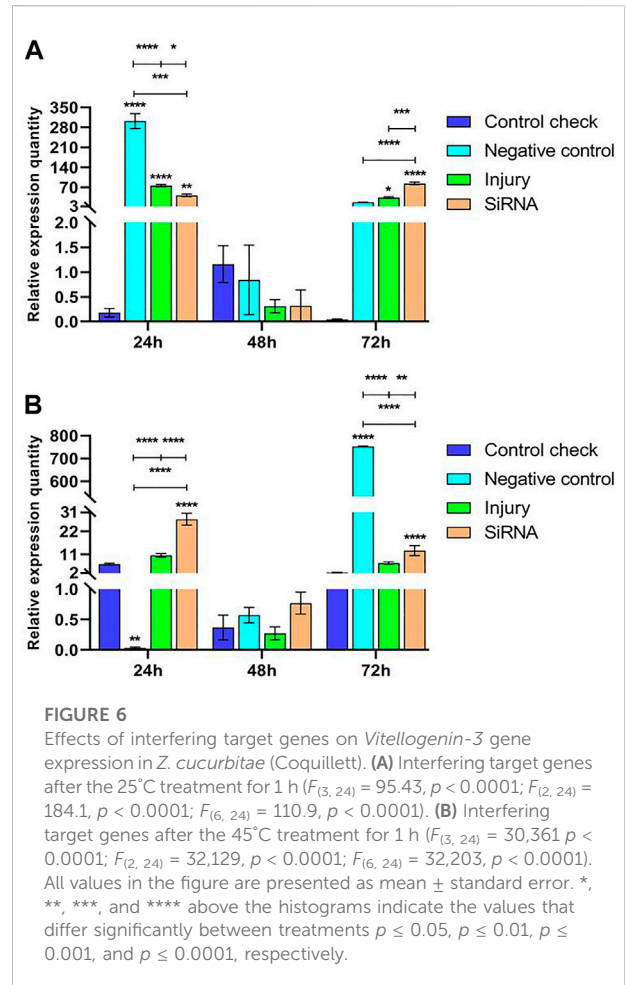 A
**** *
***
Relative expression quantity
350
280
210
140
70
3
2.0
1.5
1.0
0.5
0.0
****
****
**
***
****
*
****
24h 48h 72h
Control check
Negative control
Injury
SiRNA
B
**** ****
****
Relative expression quantity
800
700
600
31
22
11
2
1.0
0.5
0.0
**
****
**** **
****
****
****
24h 48h 72h
Control check
Negative control
Injury
SiRNA
FIGURE 6
Effects of interfering target genes on Vitellogenin-3 gene
expression in Z. cucurbitae (Coquillett). (A) Interfering target genes
after the 25°C treatment for 1 h (F(3, 24) = 95.43, p < 0.0001; F(2, 24) =
184.1, p < 0.0001; F(6, 24) = 110.9, p < 0.0001). (B) Interfering
target genes after the 45°C treatment for 1 h (F(3, 24) = 30,361 p <
0.0001; F(2, 24) = 32,129, p < 0.0001; F(6, 24) = 32,203, p < 0.0001).
All values in the figure are presented as mean ± standard error. *,
**, ***, and **** above the histograms indicate the values that
differ significantly between treatments p ≤ 0.05, p ≤ 0.01, p ≤
0.001, and p ≤ 0.0001, respectively.